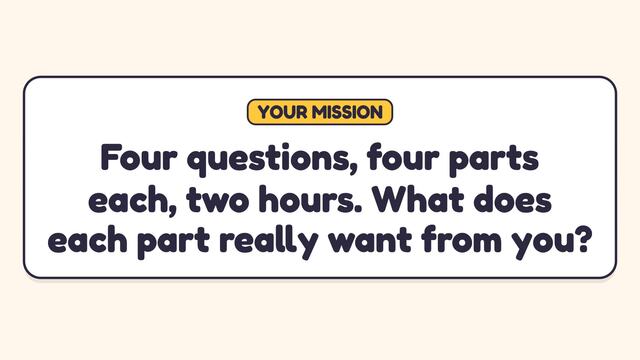 YOUR MISSION
Four questions, four parts
each, two hours. What does
each part really want from you?